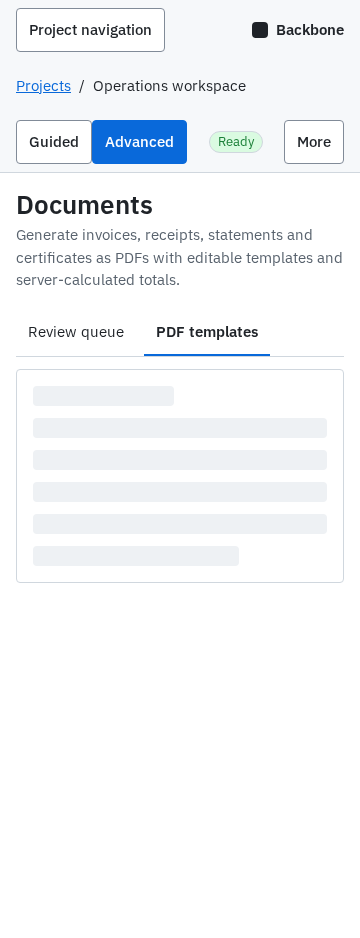 Project navigation
Backbone
Projects / Operations workspace
Guided
Advanced
Ready
More
Documents
Generate invoices, receipts, statements and
certificates as PDFs with editable templates and
server-calculated totals.
Review queue
PDF templates